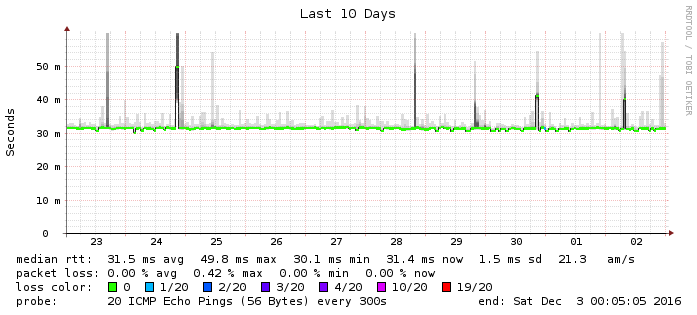 Last 10 Days
RRDTOOL / TOBI OETIKER
Seconds
50 m
40 m
30 m
20 m
10 m
0
23 24 25 26 27 28 29 30 01 02
median rtt: 31.5 ms avg 49.8 ms max 30.1 ms min 31.4 ms now 1.5 ms sd 21.3 am/s
packet loss: 0.00 % avg 0.42 % max 0.00 % min 0.00 % now
loss color: 0 1/20 2/20 3/20 4/20 10/20 19/20
probe: 20 ICMP Echo Pings (56 Bytes) every 300s end: Sat Dec 3 00:05:05 2016